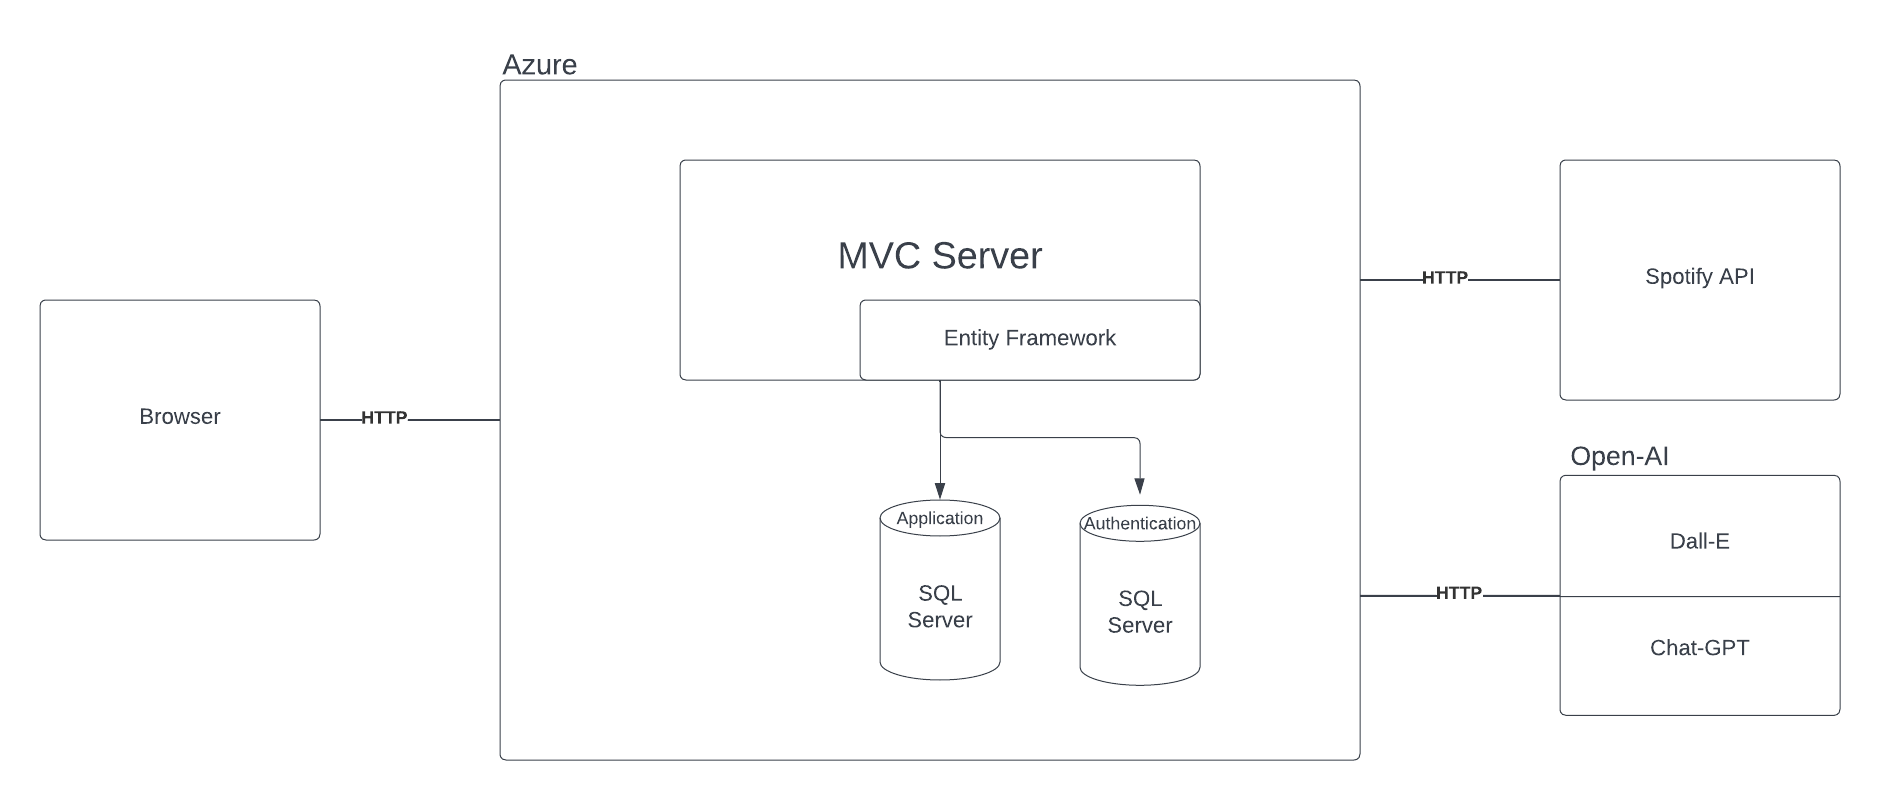 Azure
MVC Server
Entity Framework
Browser
HTTP
HTTP
Spotify API
Application
SQL
Server
Authentication
SQL
Server
Open-AI
HTTP
Dall-E
Chat-GPT